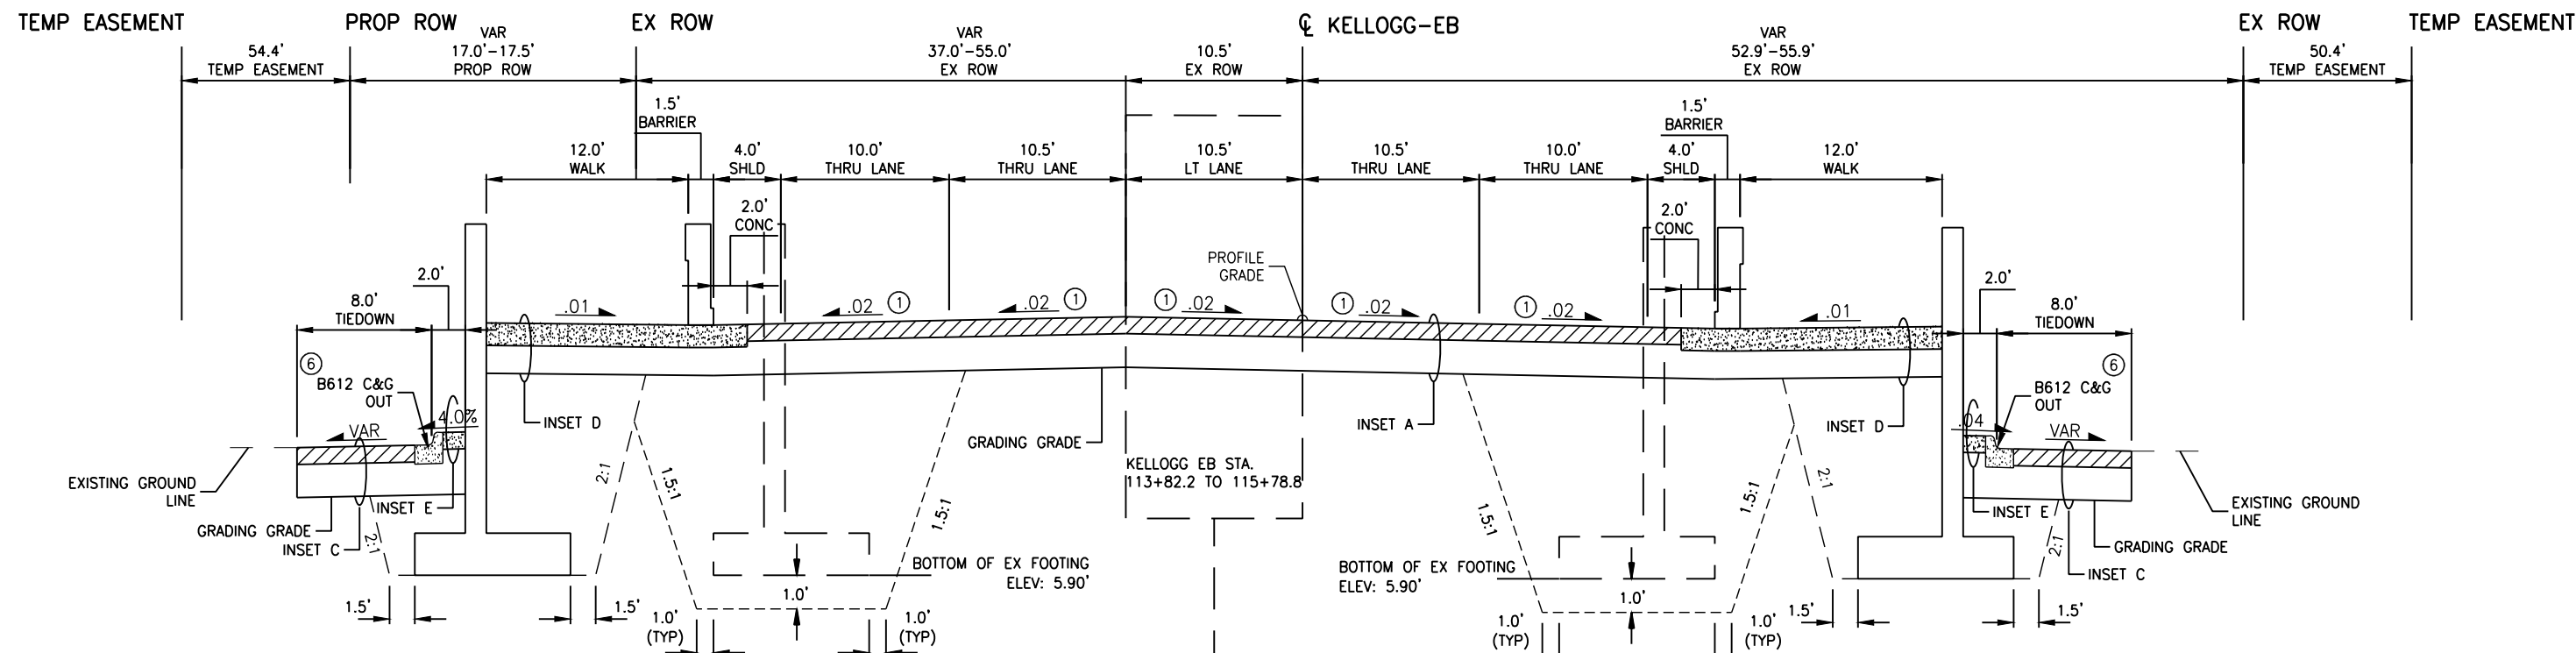 TEMP EASEMENT
PROP ROW
EX ROW
℄ KELLOGG-EB
EX ROW
TEMP EASEMENT
54.4'
TEMP EASEMENT
VAR
17.0'-17.5'
PROP ROW
VAR
37.0'-55.0'
EX ROW
10.5'
EX ROW
VAR
52.9'-55.9'
EX ROW
50.4'
TEMP EASEMENT
1.5'
BARRIER
1.5'
BARRIER
12.0'
WALK
4.0'
SHLD
10.0'
THRU LANE
10.5'
THRU LANE
10.5'
LT LANE
10.5'
THRU LANE
10.0'
THRU LANE
4.0'
SHLD
12.0'
WALK
2.0'
CONC
2.0'
CONC
PROFILE
GRADE
2.0'
8.0'
TIEDOWN
2.0'
8.0'
TIEDOWN
.01
.02 1
.02 1
1 .02
1 .02
1 .02
.01
6
B612 C&G
OUT
4.0%
VAR
INSET D
GRADING GRADE
INSET A
INSET D
.04
VAR
6
B612 C&G
OUT
EXISTING GROUND
LINE
GRADING GRADE
INSET E
INSET C
2:1
2:1
1.5:1
1.5:1
KELLOGG EB STA.
113+82.2 TO 115+78.8
1.5:1
1.5:1
2:1
2:1
INSET E
EXISTING GROUND
LINE
GRADING GRADE
INSET C
BOTTOM OF EX FOOTING
ELEV: 5.90'
BOTTOM OF EX FOOTING
ELEV: 5.90'
1.5'
1.5'
1.0'
(TYP)
1.0'
1.0'
(TYP)
1.0'
(TYP)
1.0'
1.0'
(TYP)
1.5'
1.5'